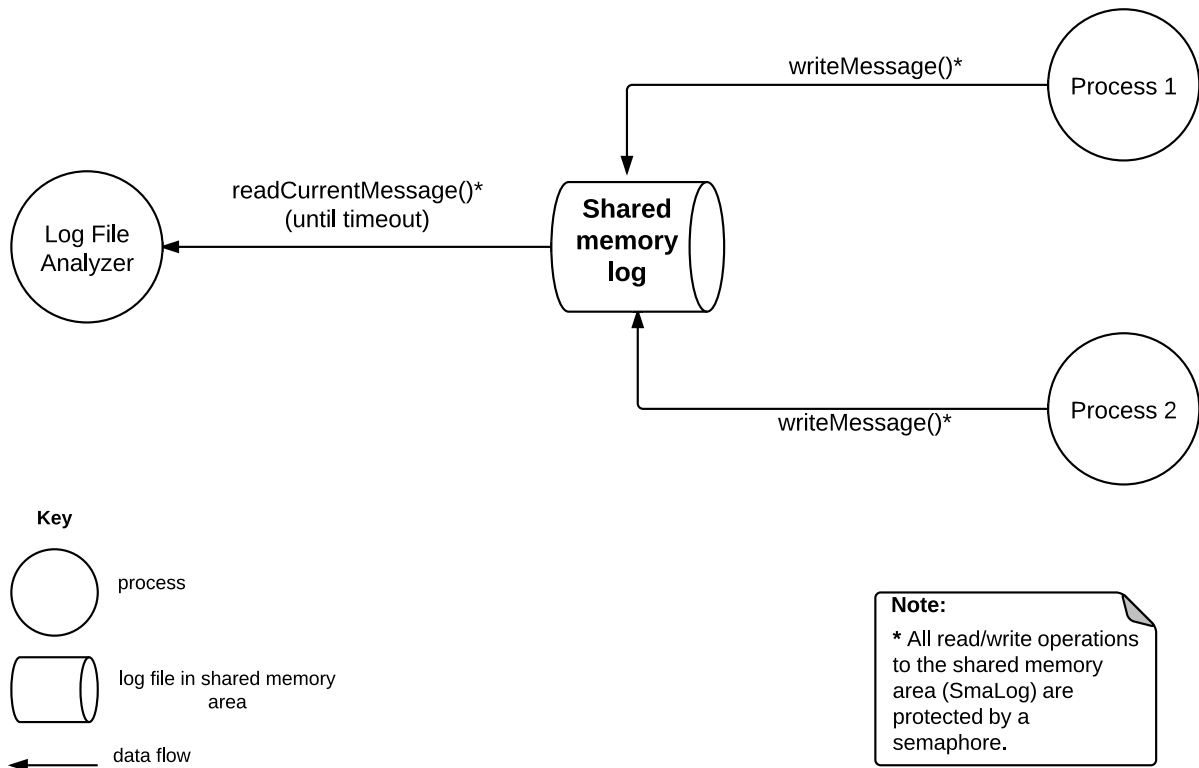 writeMessage()*
Process 1
readCurrentMessage()*
(until timeout)
Log File
Analyzer
Shared
memory
log
writeMessage()*
Process 2
Key
process
log file in shared memory
area
data flow
Note:
* All read/write operations
to the shared memory
area (SmaLog) are
protected by a
semaphore.